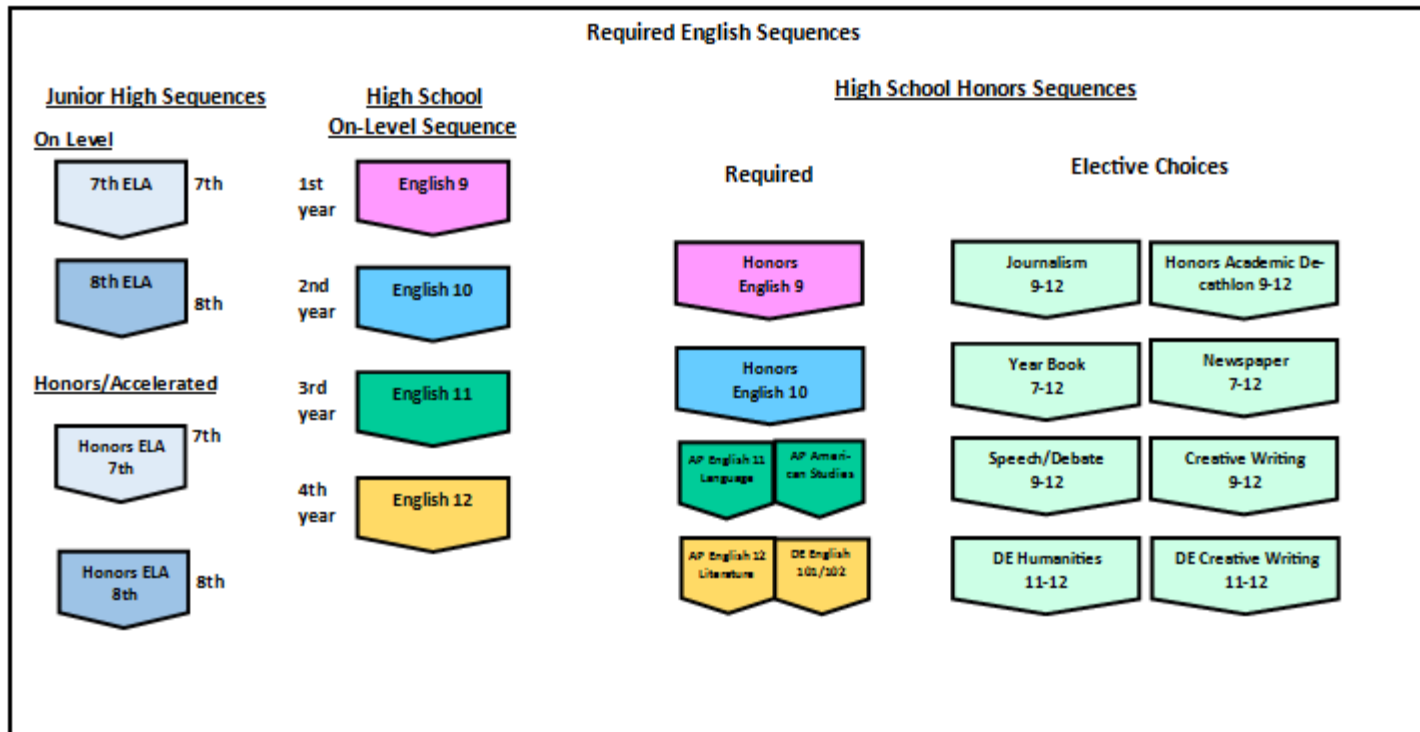 Required English Sequences
Junior High Sequences
On Level
7th ELA
7th
8th ELA
8th
Honors/Accelerated
Honors ELA
7th
7th
Honors ELA
8th
8th
High School
On-Level Sequence
1st
year
English 9
2nd
year
English 10
3rd
year
English 11
4th
year
English 12
High School Honors Sequences
Required
Honors
English 9
Honors
English 10
AP English 11
Language
AP Ameri-
can Studies
AP English 12
Literature
DE English
101/102
Elective Choices
Journalism
9-12
Honors Academic De-
cathlon 9-12
Year Book
7-12
Newspaper
7-12
Speech/Debate
9-12
Creative Writing
9-12
DE Humanities
11-12
DE Creative Writing
11-12